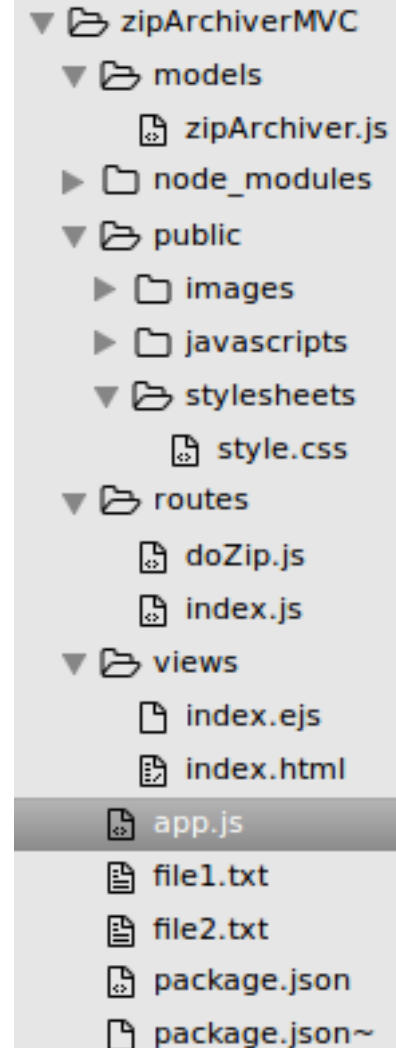 zipArchiverMVC
models
zipArchiver.js
node_modules
public
images
javascripts
stylesheets
style.css
routes
doZip.js
index.js
views
index.ejs
index.html
app.js
file1.txt
file2.txt
package.json
package.json~